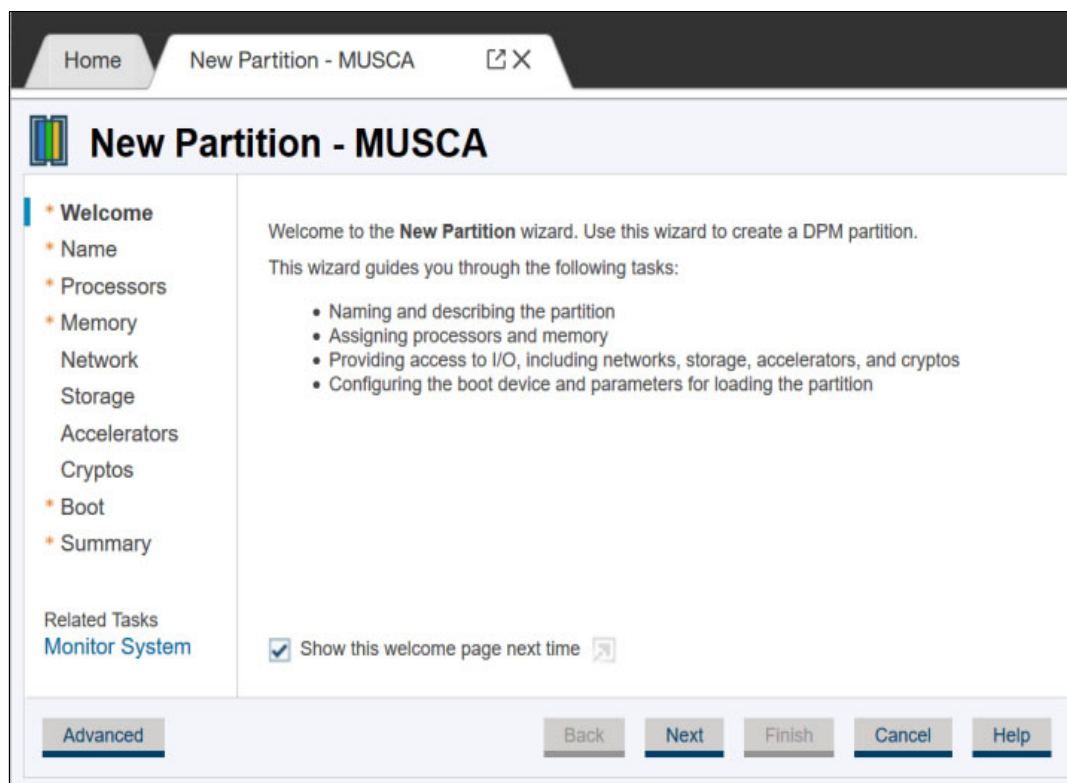 Home
New Partition - MUSCA
New Partition - MUSCA
* Welcome
* Name
* Processors
* Memory
Network
Storage
Accelerators
Cryptos
* Boot
* Summary
Related Tasks
Monitor System
Welcome to the New Partition wizard. Use this wizard to create a DPM partition.
This wizard guides you through the following tasks:
• Naming and describing the partition
• Assigning processors and memory
• Providing access to I/O, including networks, storage, accelerators, and cryptos
• Configuring the boot device and parameters for loading the partition
Show this welcome page next time
Advanced
Back
Next
Finish
Cancel
Help